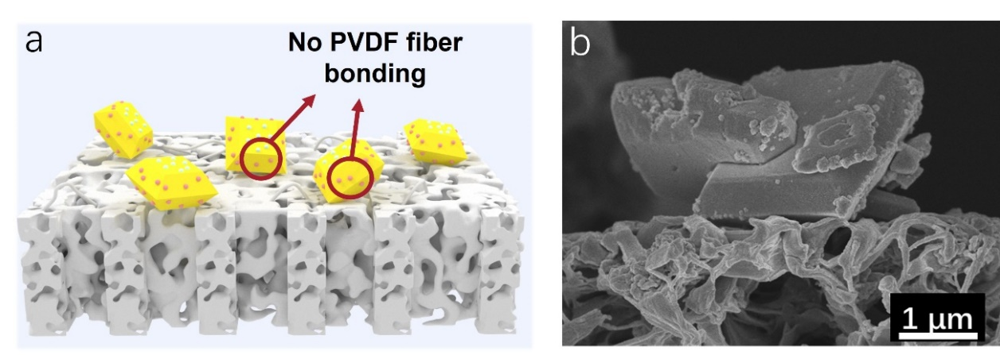 a
No PVDF fiber
bonding
b
1 μm